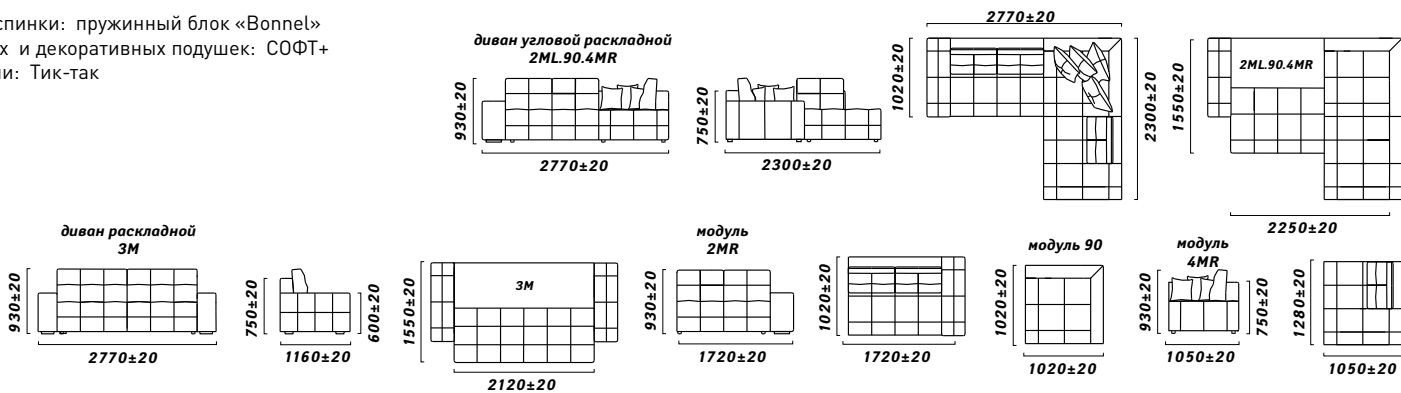 спинки: пружинный блок «Bonnel»
х и декоративных подушек: СОФТ+
и: Тик-так
диван угловой раскладной
2ML.90.4MR
930±20
2770±20
750±20
2300±20
2770±20
1020±20
2300±20
1550±20
2ML.90.4MR
2250±20
диван раскладной
3М
930±20
2770±20
750±20
600±20
1160±20
1550±20
3М
2120±20
модуль
2MR
930±20
1720±20
1020±20
1720±20
модуль 90
1020±20
1020±20
модуль
4MR
930±20
750±20
1050±20
1280±20
1050±20